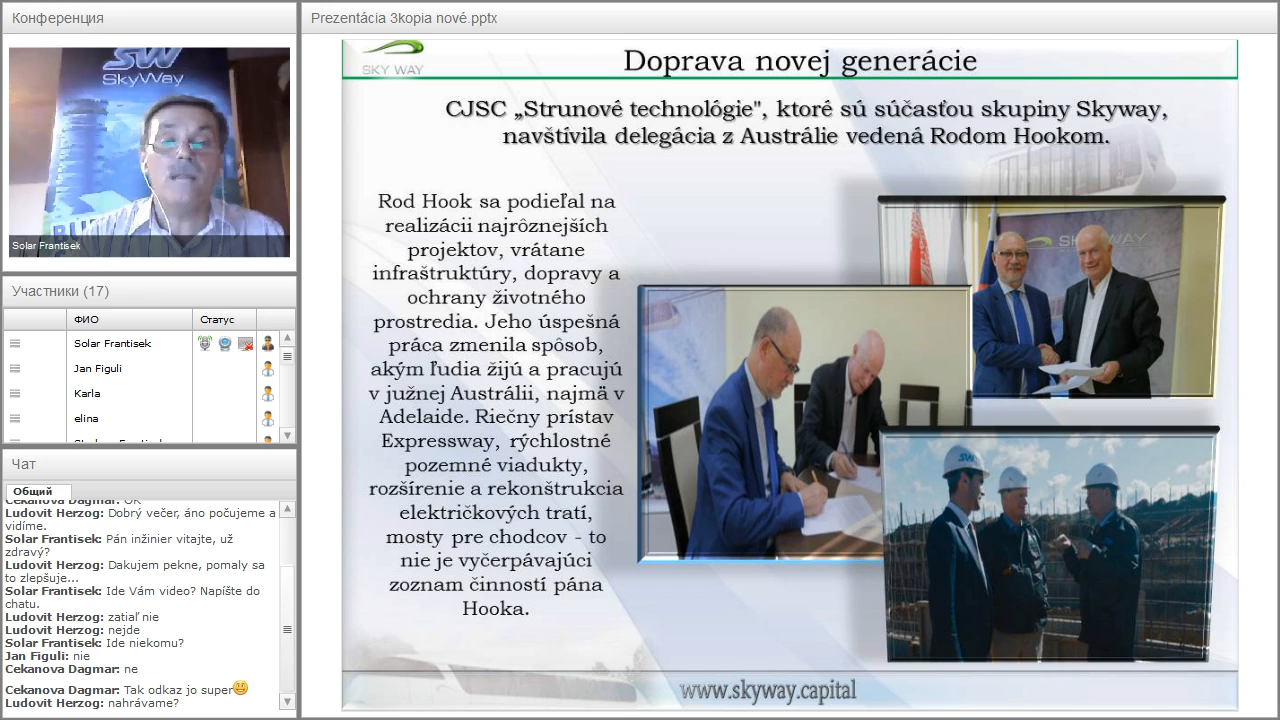 Конференция
SW
SkyWay
Solar Frantisek
Участники (17)
ФИО
Статус
Solar Frantisek
Jan Figuli
Karla
elina
Чат
Общий
Cekanova Dagmar: OK
Ludovit Herzog: Dobrý večer, áno počujeme a
vidíme.
Solar Frantisek: Pán inžinier vitajte, už
zdravý?
Ludovit Herzog: Dakujem pekne, pomaly sa
to zlepšuje...
Solar Frantisek: Ide Vám video? Napíšte do
chatu.
Ludovit Herzog: zatiaľ nie
Ludovit Herzog: nejde
Solar Frantisek: Ide niekomu?
Jan Figuli: nie
Cekanova Dagmar: ne
Cekanova Dagmar: Tak odkaz jo super
Ludovit Herzog: nahrávame?
Prezentácia 3kopia nové.pptx
SKY WAY
Doprava novej generácie
CJSC „Strunové technológie", ktoré sú súčasťou skupiny Skyway,
navštívila delegácia z Austrálie vedená Rodom Hookom.
Rod Hook sa podieľal na
realizácii najrôznejších
projektov, vrátane
infraštruktúry, dopravy a
ochrany životného
prostredia. Jeho úspešná
práca zmenila spôsob,
akým ľudia žijú a pracujú
v južnej Austrálii, najmä v
Adelaide. Riečny prístav
Expressway, rýchlostné
pozemné viadukty,
rozšírenie a rekonštrukcia
električkových tratí,
mosty pre chodcov - to
nie je vyčerpávajúci
zoznam činností pána
Hooka.
SKYWAY
SW
www.skyway.capital